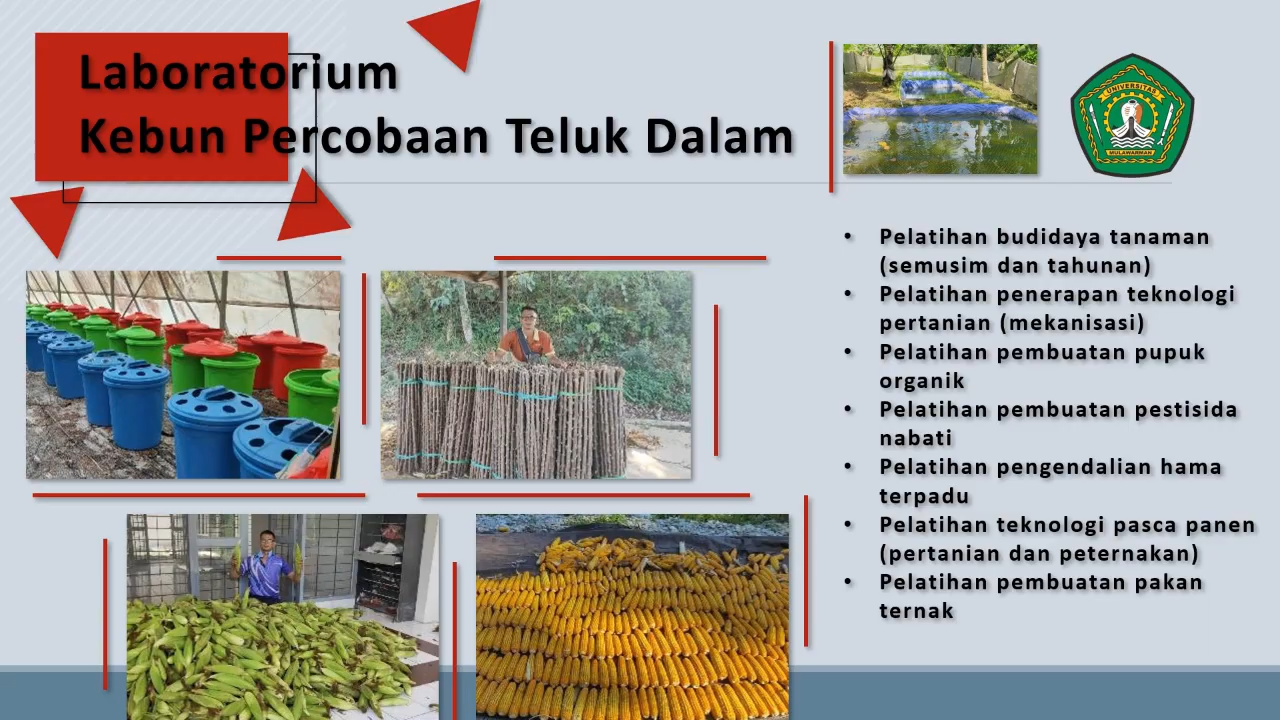 Laboratorium
Kebun Percobaan Teluk Dalam
UNIVERSITAS
MULAWARMAN
• Pelatihan budidaya tanaman
(semusim dan tahunan)
• Pelatihan penerapan teknologi
pertanian (mekanisasi)
• Pelatihan pembuatan pupuk
organik
• Pelatihan pembuatan pestisida
nabati
• Pelatihan pengendalian hama
terpadu
• Pelatihan teknologi pasca panen
(pertanian dan peternakan)
• Pelatihan pembuatan pakan
ternak